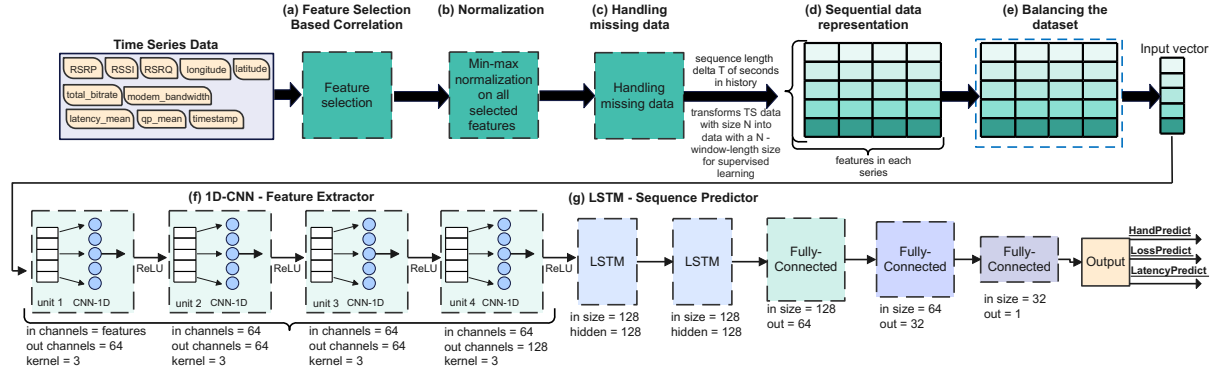 (a) Feature Selection
Based Correlation
(b) Normalization
(c) Handling
missing data
(d) Sequential data
representation
(e) Balancing the
dataset
Time Series Data
RSRP
RSSI
RSRQ
longitude
latitude
total_bitrate
modem_bandwidth
latency_mean
qp_mean
timestamp
Feature
selection
Min-max
normalization
on all
selected
features
Handling
missing data
sequence length
delta T of seconds
in history
transforms TS data
with size N into
data with a N -
window-length size
for supervised
learning
features in each
series
Input vector
(f) 1D-CNN - Feature Extractor
(g) LSTM - Sequence Predictor
unit 1 CNN-1D
ReLU
unit 2 CNN-1D
ReLU
unit 3 CNN-1D
ReLU
unit 4 CNN-1D
ReLU
LSTM
LSTM
Fully-
Connected
Fully-
Connected
Fully-
Connected
Output
HandPredict
LossPredict
LatencyPredict
in channels = features
out channels = 64
kernel = 3
in channels = 64
out channels = 64
kernel = 3
in channels = 64
out channels = 64
kernel = 3
in channels = 64
out channels = 128
kernel = 3
in size = 128
hidden = 128
in size = 128
hidden = 128
in size = 128
out = 64
in size = 64
out = 32
in size = 32
out = 1